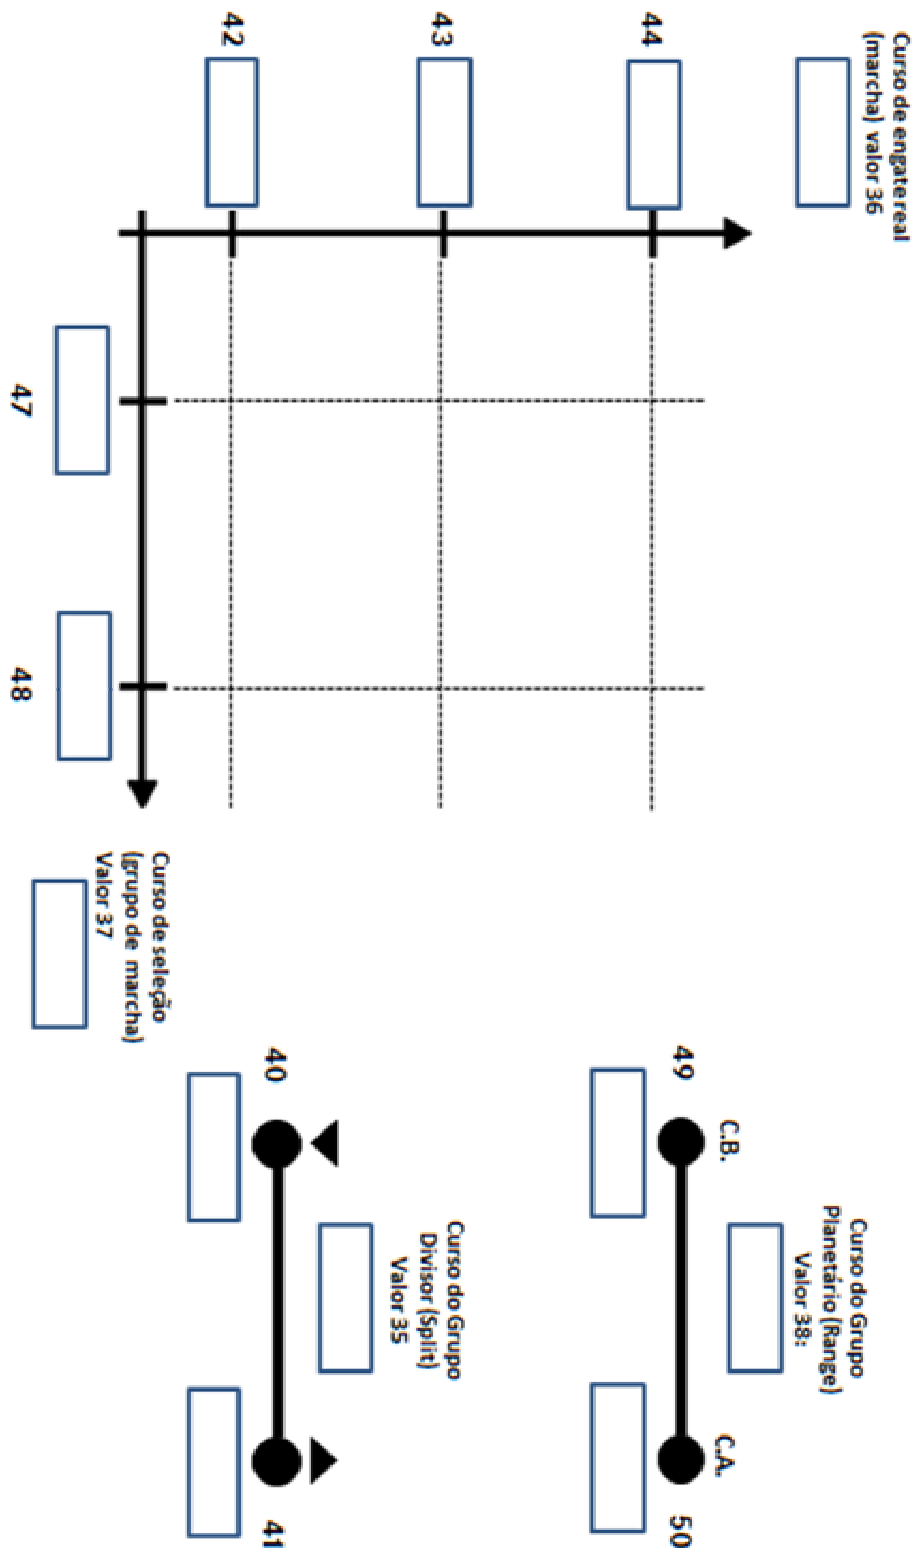 Curso de engate real
(marcha) valor 36
44
43
42
47
48
Curso de seleção
(grupo de marcha)
Valor 37
Curso do Grupo
Planetário (Range)
Valor 38:
C.B.
C.A.
49
50
Curso do Grupo
Divisor (Split)
Valor 35
40
41